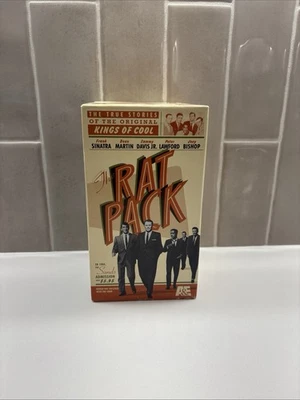 THE TRUE STORIES
OF THE ORIGINAL
KINGS OF COOL
Frank SINATRA Dean MARTIN Sammy DAVIS JR. Peter LAWFORD Joey BISHOP
The
RAT
PACK
A&E